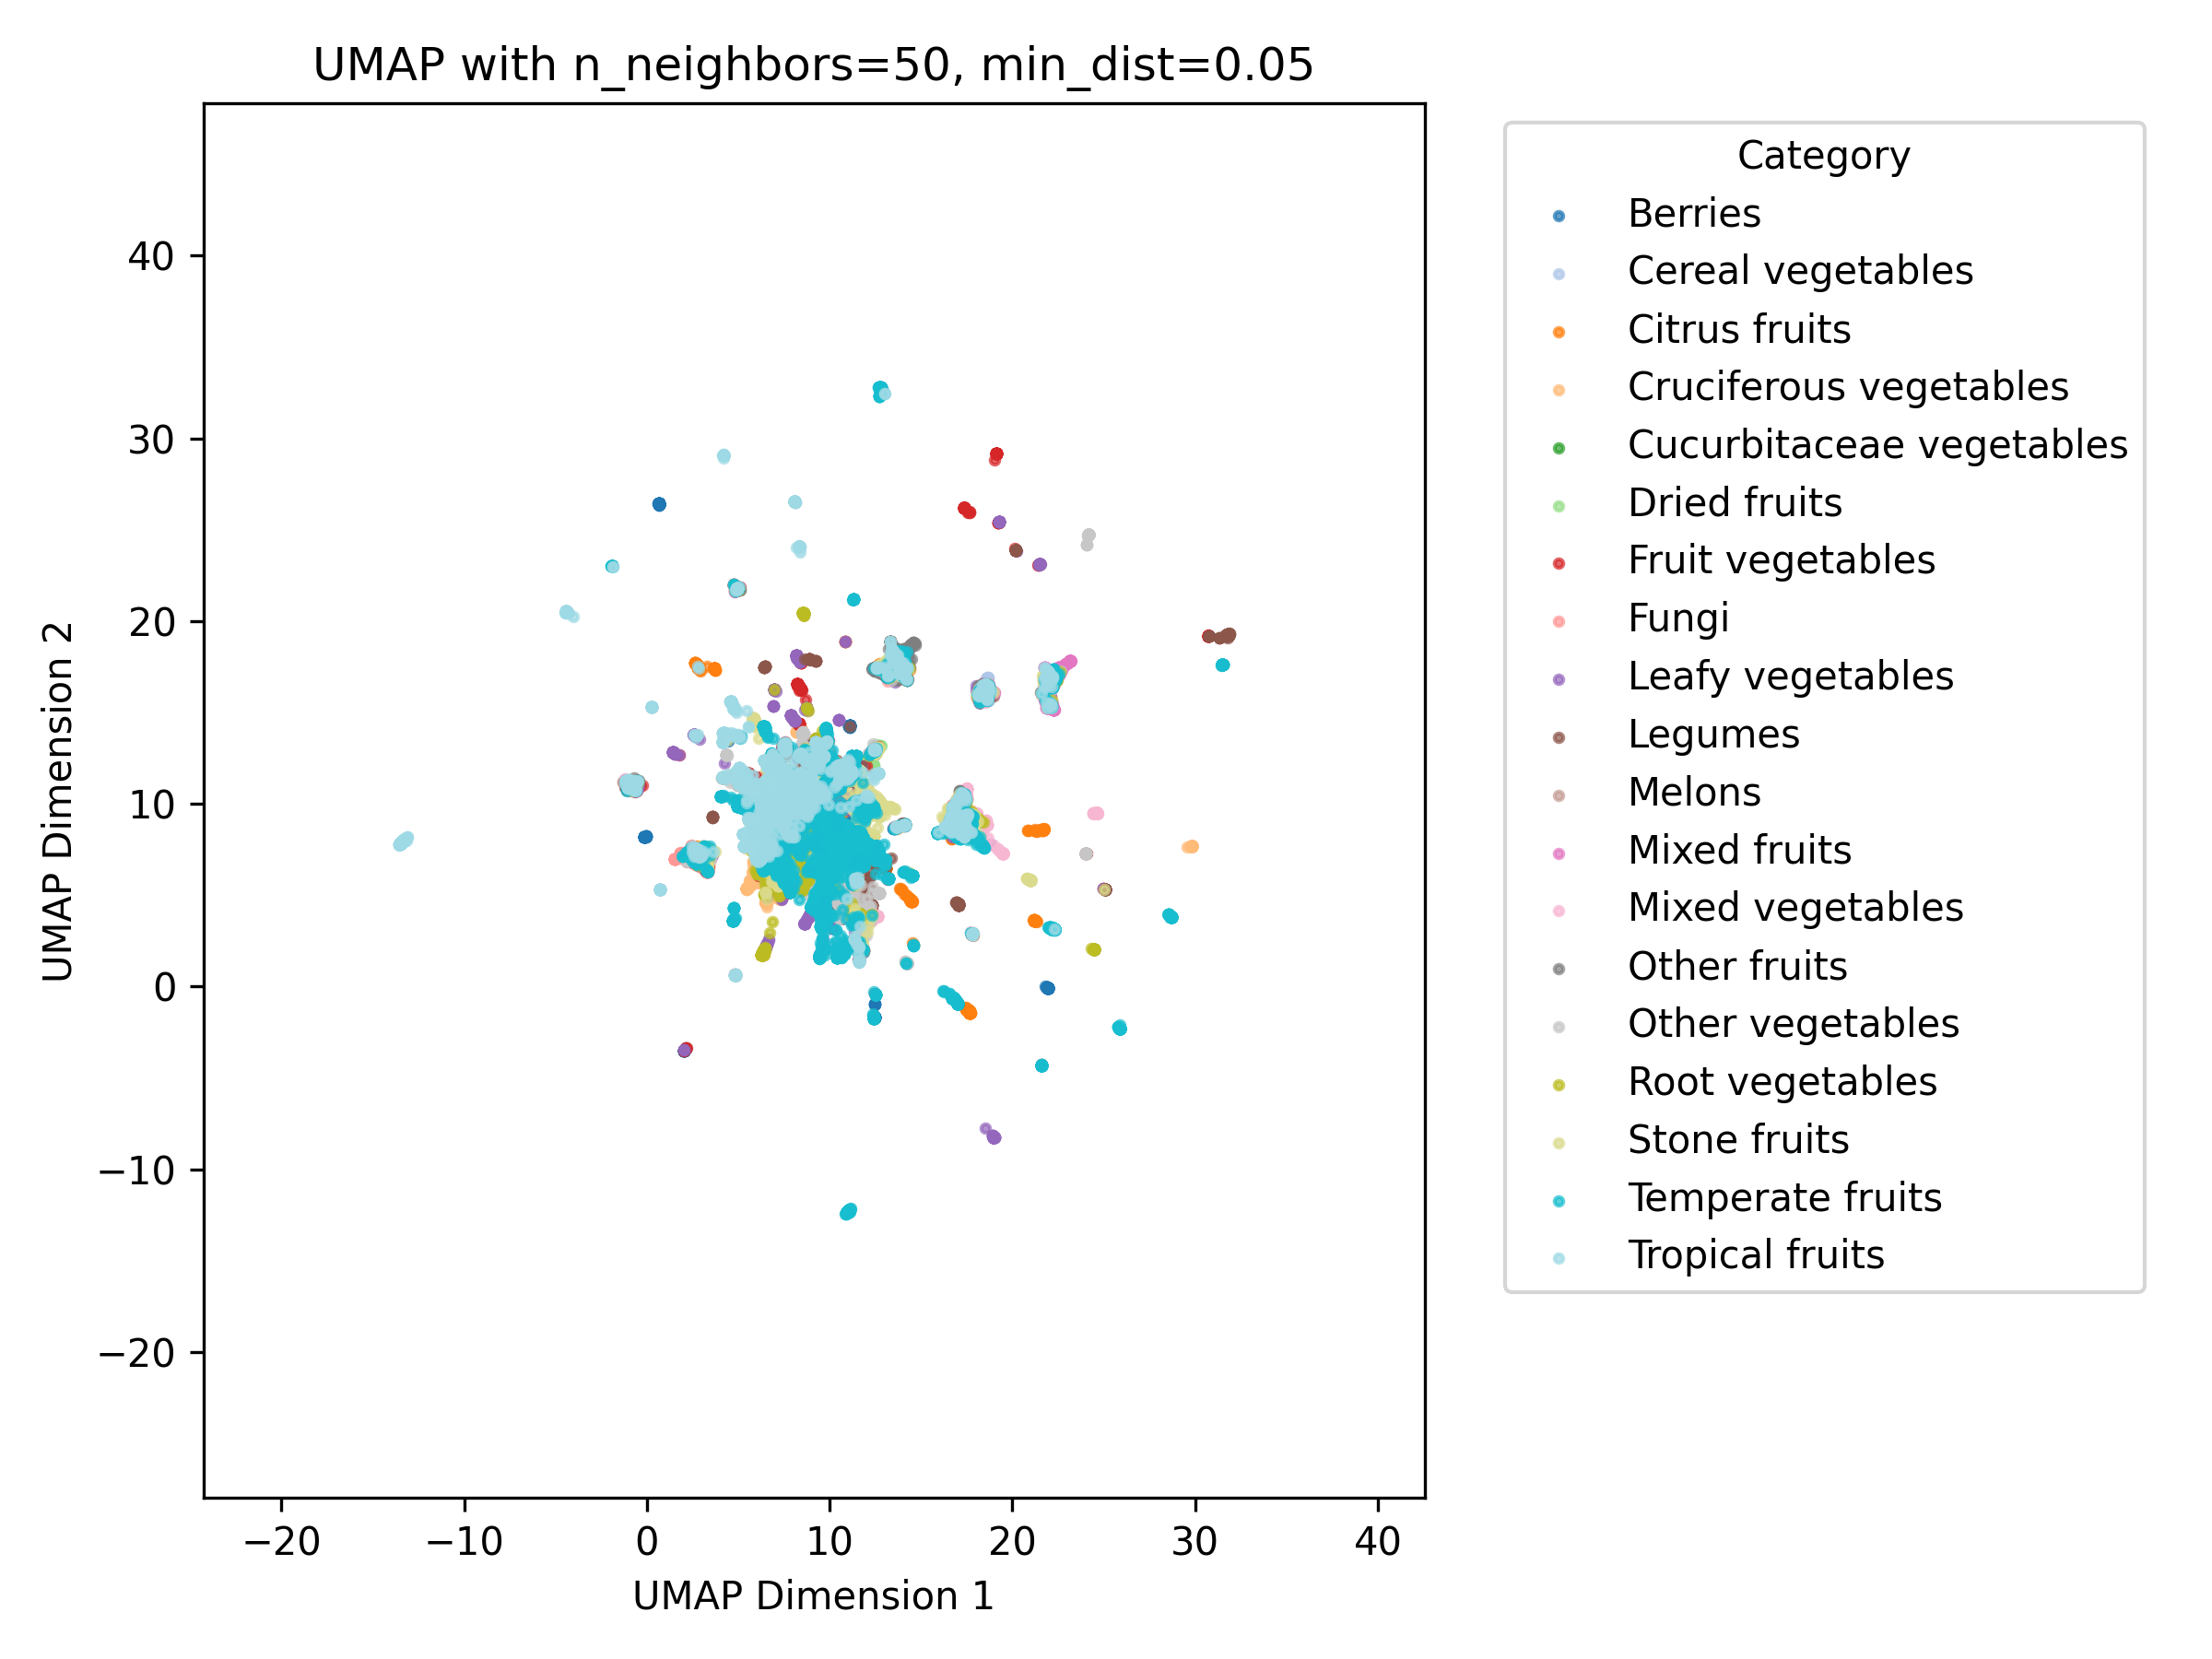 UMAP with n_neighbors=50, min_dist=0.05
UMAP Dimension 2
40
30
20
10
0
−10
−20
−20 −10 0 10 20 30 40
UMAP Dimension 1
Category
Berries
Cereal vegetables
Citrus fruits
Cruciferous vegetables
Cucurbitaceae vegetables
Dried fruits
Fruit vegetables
Fungi
Leafy vegetables
Legumes
Melons
Mixed fruits
Mixed vegetables
Other fruits
Other vegetables
Root vegetables
Stone fruits
Temperate fruits
Tropical fruits